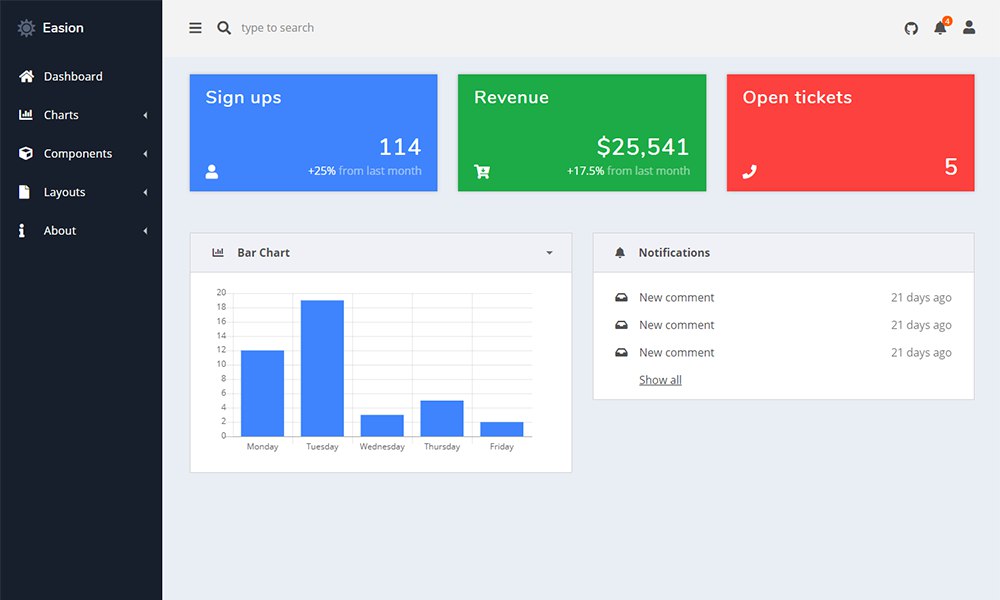 Easion
Dashboard
Charts
Components
Layouts
About
type to search
4
Sign ups
114
+25% from last month
Revenue
$25,541
+17.5% from last month
Open tickets
5
Bar Chart
20
18
16
14
12
10
8
6
4
2
0
Monday Tuesday Wednesday Thursday Friday
Notifications
New comment 21 days ago
New comment 21 days ago
New comment 21 days ago
Show all